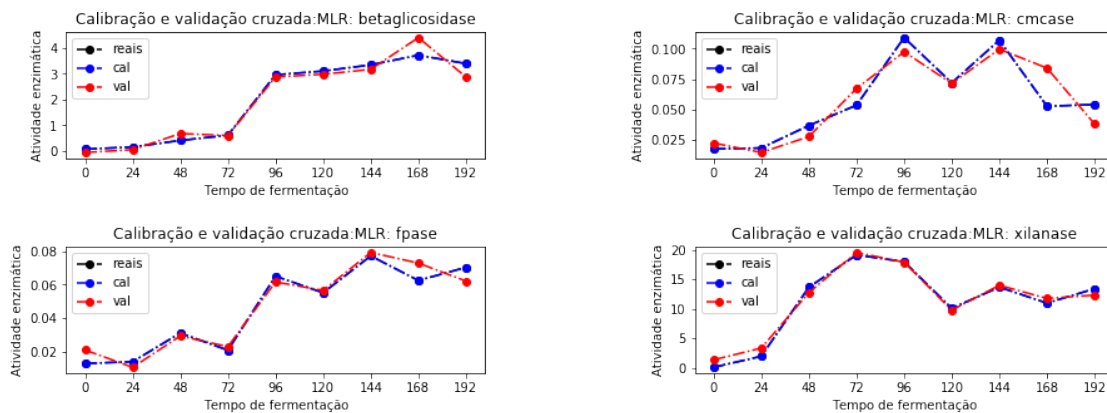 Calibração e validação cruzada:MLR: betaglicosidase
Atividade enzimática
4
3
2
1
0
reais
cal
val
0 24 48 72 96 120 144 168 192
Tempo de fermentação
Calibração e validação cruzada:MLR: cmcase
Atividade enzimática
0.100
0.075
0.050
0.025
reais
cal
val
0 24 48 72 96 120 144 168 192
Tempo de fermentação
Calibração e validação cruzada:MLR: fpase
Atividade enzimática
0.08
0.06
0.04
0.02
reais
cal
val
0 24 48 72 96 120 144 168 192
Tempo de fermentação
Calibração e validação cruzada:MLR: xilanase
Atividade enzimática
20
15
10
5
0
reais
cal
val
0 24 48 72 96 120 144 168 192
Tempo de fermentação